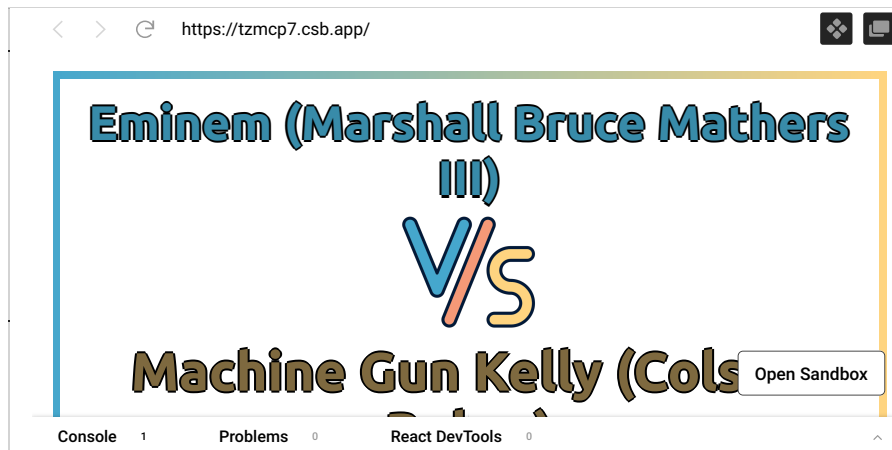 https://tzmcp7.csb.app/
Eminem (Marshall Bruce Mathers
III)
V/S
Machine Gun Kelly (Cols
Open Sandbox
Console 1 Problems 0 React DevTools 0